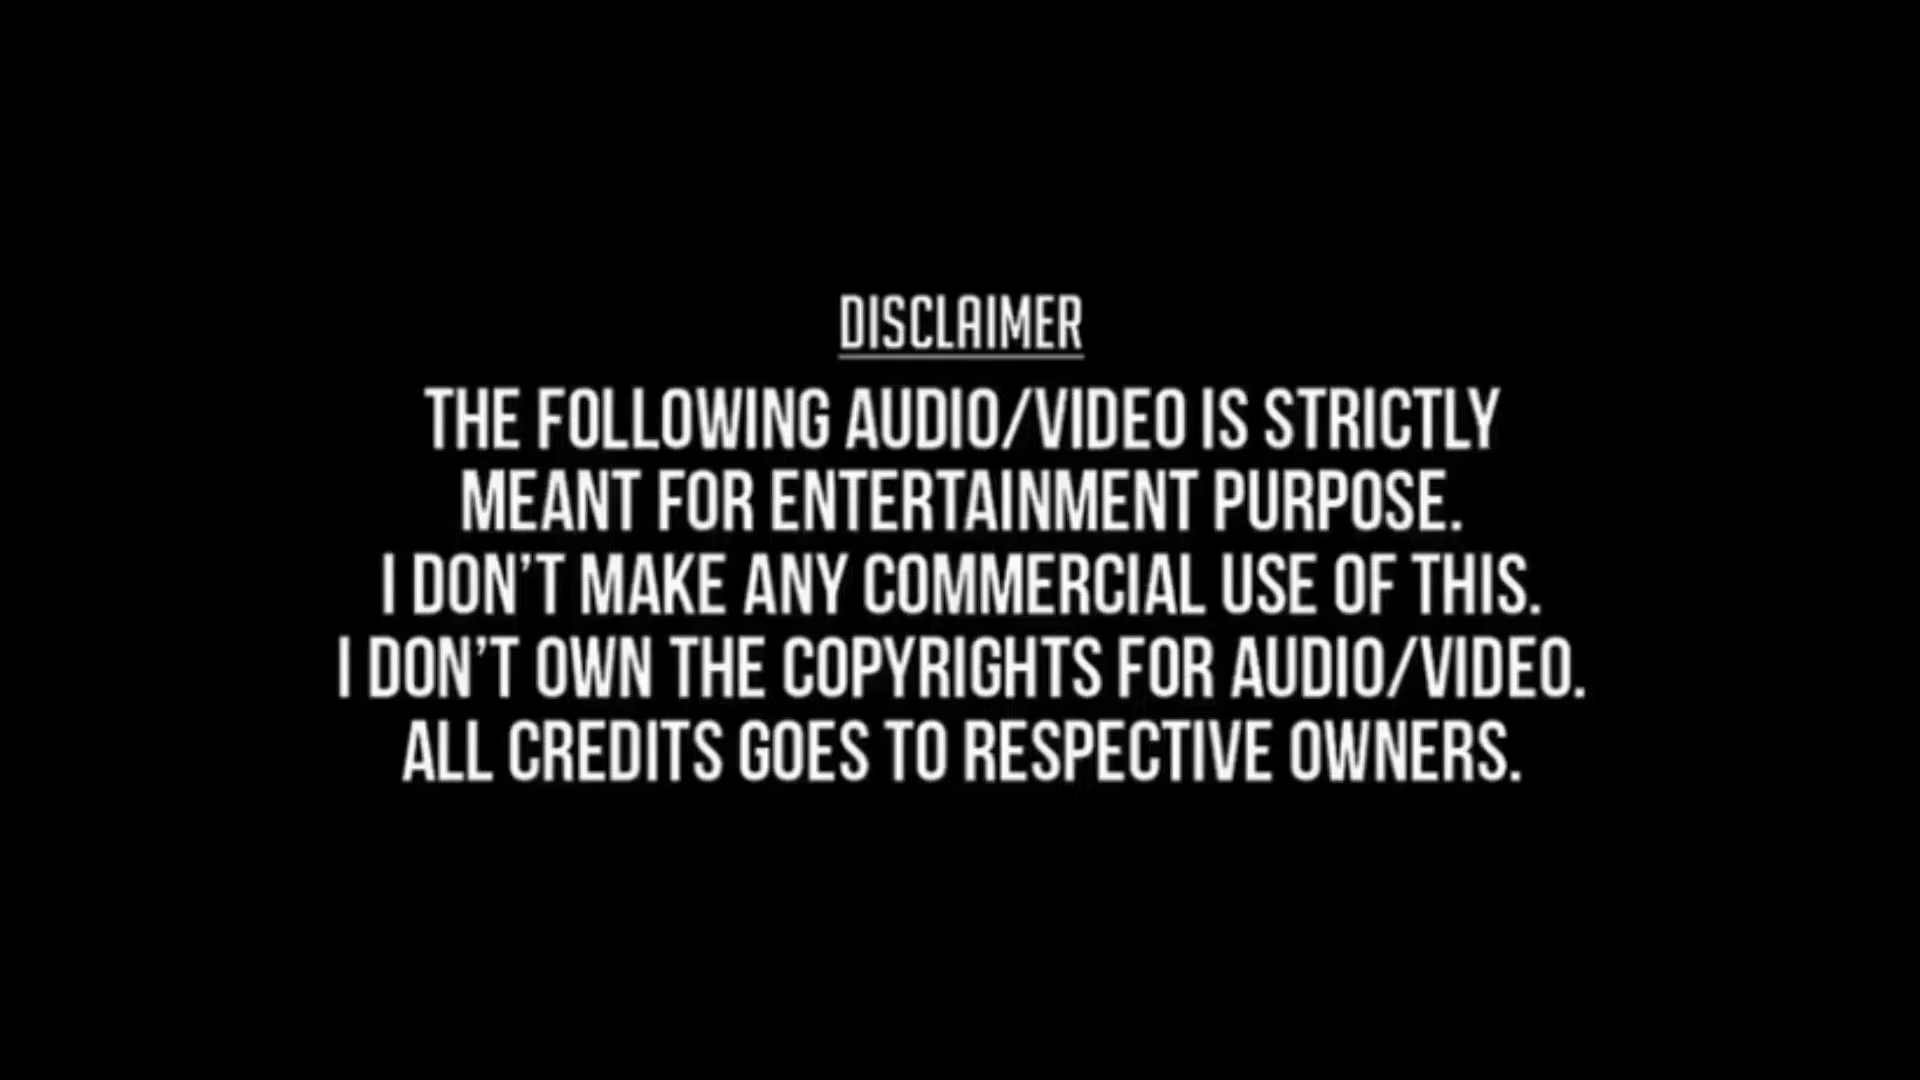 DISCLAIMER
THE FOLLOWING AUDIO/VIDEO IS STRICTLY
MEANT FOR ENTERTAINMENT PURPOSE.
I DON'T MAKE ANY COMMERCIAL USE OF THIS.
I DON'T OWN THE COPYRIGHTS FOR AUDIO/VIDEO.
ALL CREDITS GOES TO RESPECTIVE OWNERS.